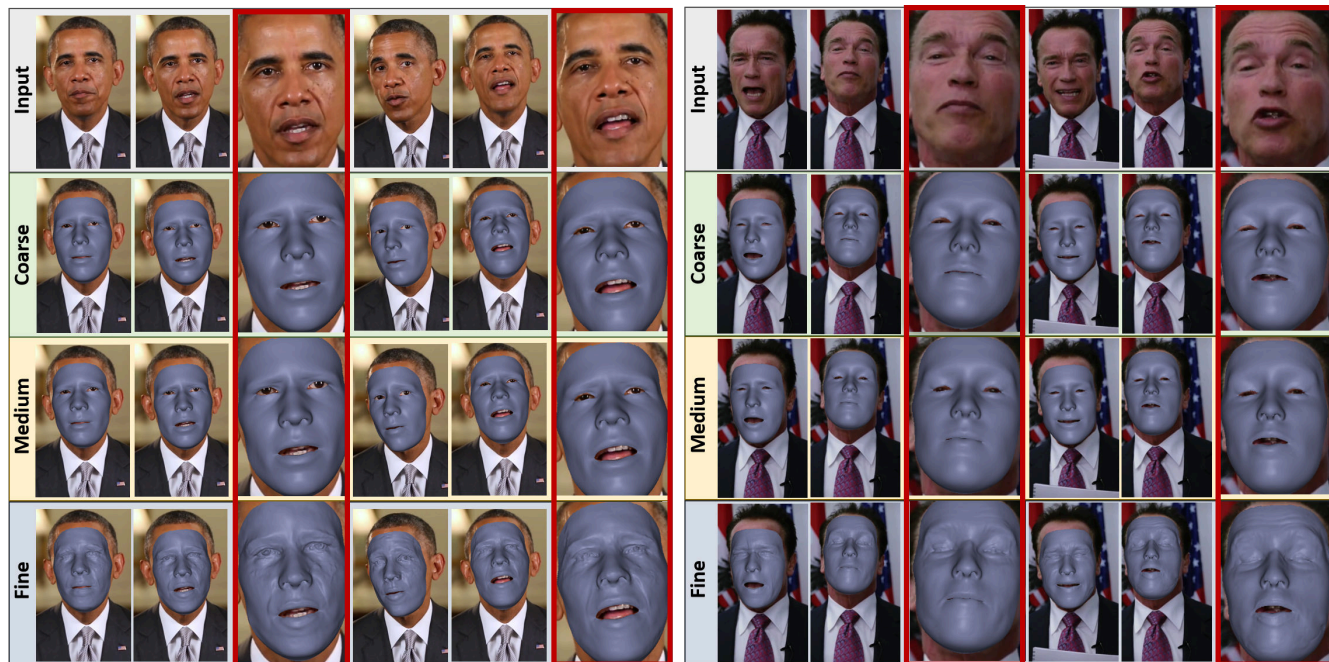 Input
Coarse
Medium
Fine
Input
Coarse
Medium
Fine